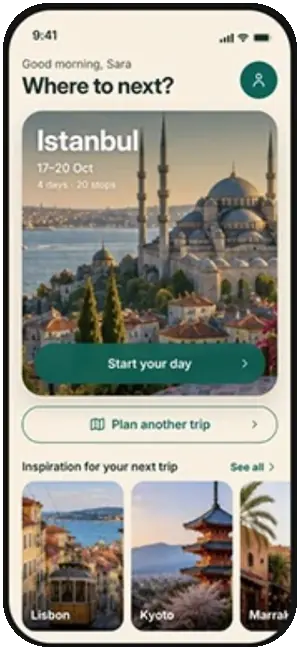 9:41
Good morning, Sara
Where to next?
Istanbul
17–20 Oct
4 days · 20 stops
Start your day
Plan another trip
Inspiration for your next trip
See all
Lisbon
Kyoto
Marrak